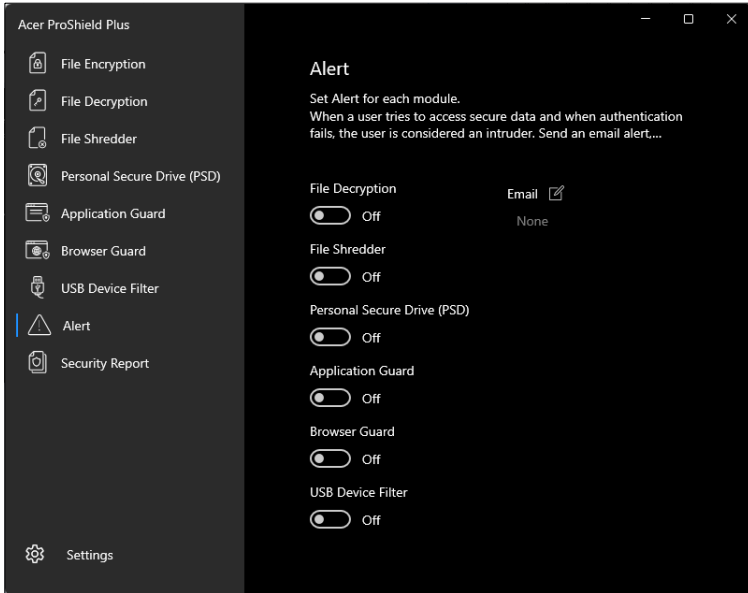 Acer ProShield Plus
File Encryption
File Decryption
File Shredder
Personal Secure Drive (PSD)
Application Guard
Browser Guard
USB Device Filter
Alert
Security Report
Settings
Alert
Set Alert for each module.
When a user tries to access secure data and when authentication
fails, the user is considered an intruder. Send an email alert,...
File Decryption
Off
Email
None
File Shredder
Off
Personal Secure Drive (PSD)
Off
Application Guard
Off
Browser Guard
Off
USB Device Filter
Off